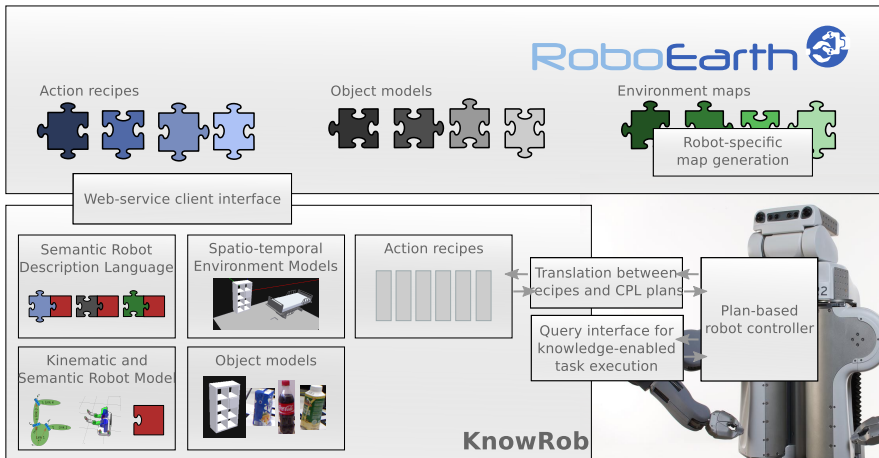 RoboEarth
Action recipes
Object models
Environment maps
Robot-specific
map generation
Web-service client interface
Semantic Robot
Description Language
Spatio-temporal
Environment Models
Action recipes
Translation between
recipes and CPL plans
Plan-based
robot controller
Query interface for
knowledge-enabled
task execution
Kinematic and
Semantic Robot Model
Object models
KnowRob